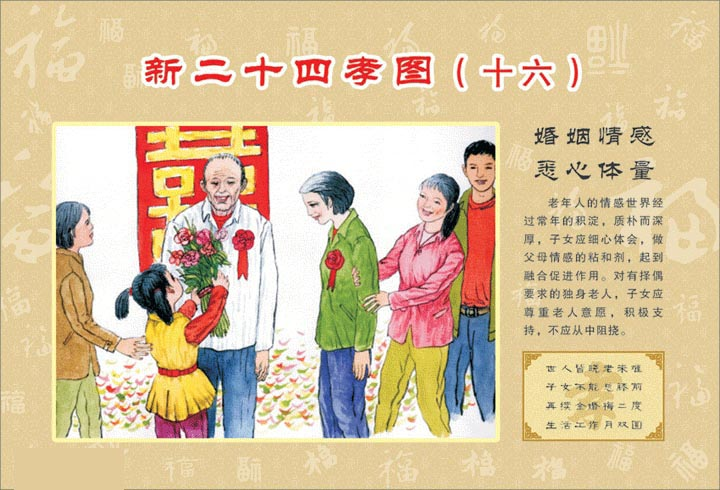 新二十四孝图（十六）
婚姻情感
悉心体量
老年人的情感世界经
过常年的积淀，质朴而深
厚，子女应细心体会，做
父母情感的粘和剂，起到
融合促进作用。对有择偶
要求的独身老人，子女应
尊重老人意愿，积极支
持，不应从中阻挠。
世人皆晓老来难
子女不能总膝前
再续金婚梅二度
生活工作月双圆
囍